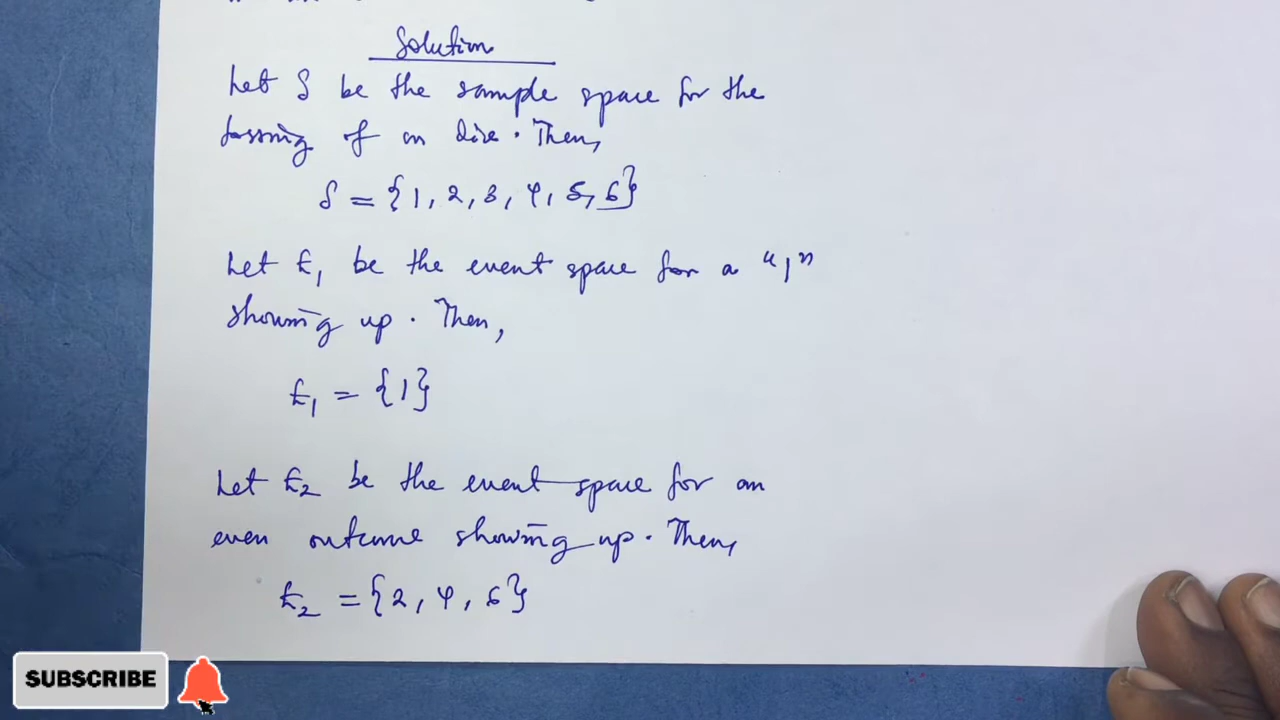 Solution
Let S be the sample space for the
tossing of an dice. Then,
S = {1, 2, 3, 4, 5, 6}
Let E₁ be the event space for a "1"
showing up. Then,
E₁ = {1}
Let E₂ be the event space for an
even outcome showing up. Then,
E₂ = {2, 4, 6}
SUBSCRIBE